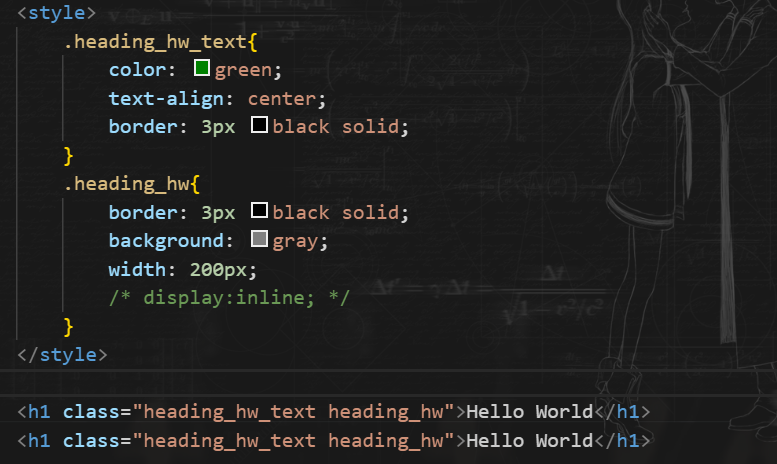 <style>
.heading_hw_text{
color: green;
text-align: center;
border: 3px black solid;
}
.heading_hw{
border: 3px black solid;
background: gray;
width: 200px;
/* display:inline; */
}
</style>
<h1 class="heading_hw_text heading_hw">Hello World</h1>
<h1 class="heading_hw_text heading_hw">Hello World</h1>